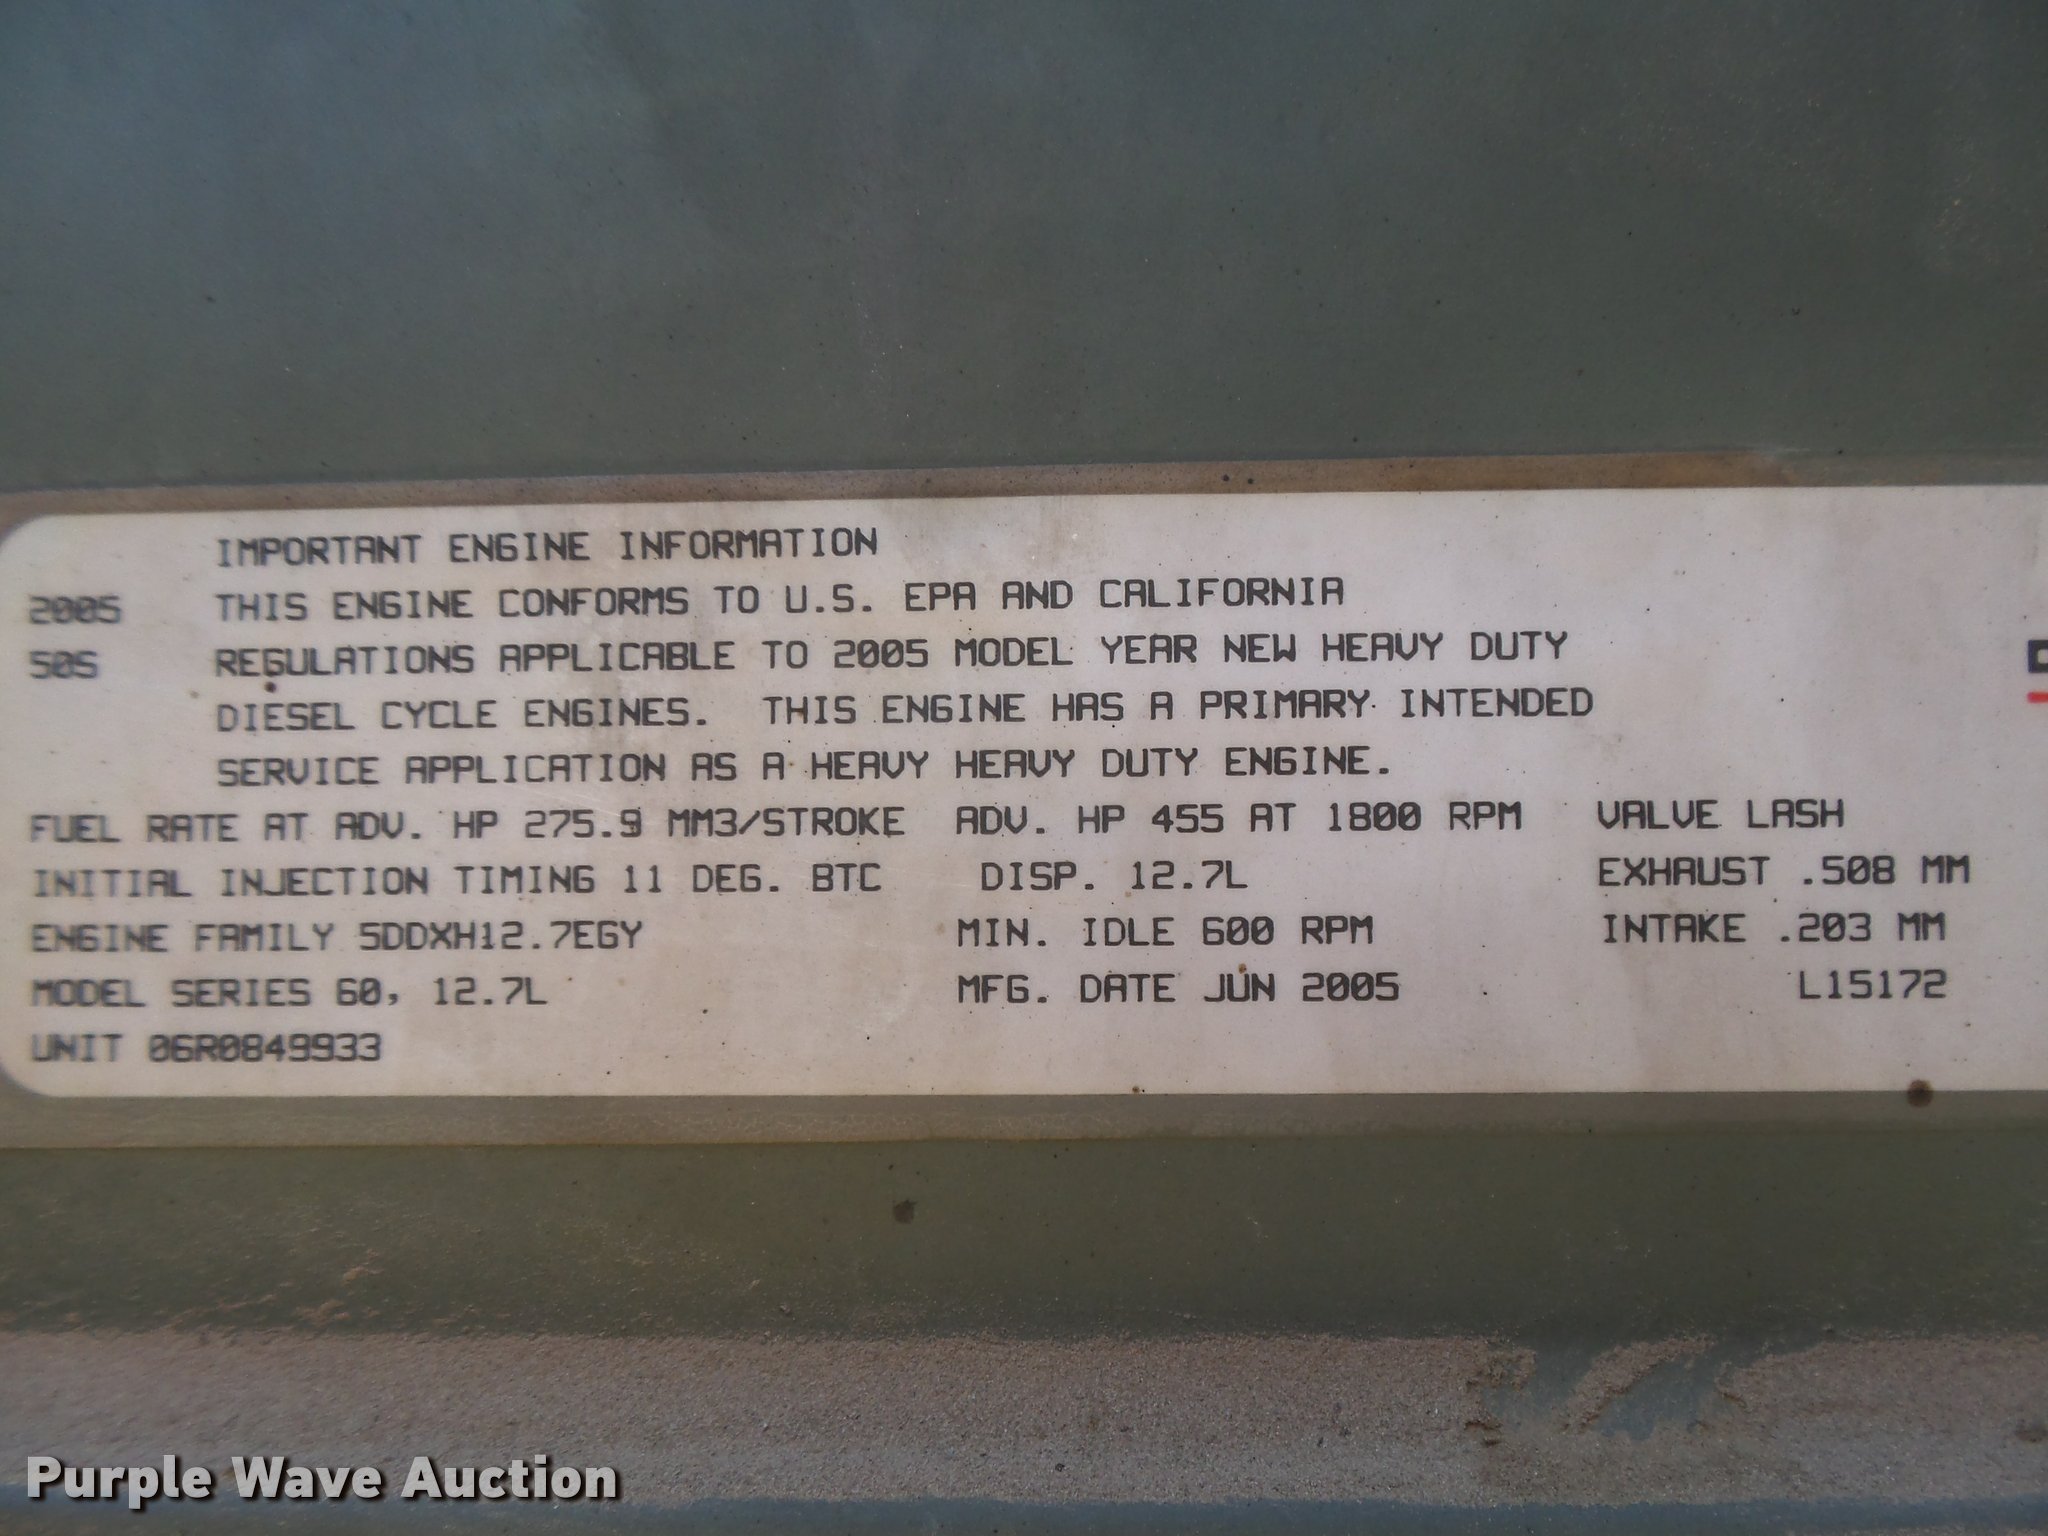 IMPORTANT ENGINE INFORMATION
2005 THIS ENGINE CONFORMS TO U.S. EPA AND CALIFORNIA
50S REGULATIONS APPLICABLE TO 2005 MODEL YEAR NEW HEAVY DUTY
DIESEL CYCLE ENGINES. THIS ENGINE HAS A PRIMARY INTENDED
SERVICE APPLICATION AS A HEAVY HEAVY DUTY ENGINE.
FUEL RATE AT ADV. HP 275.9 MM3/STROKE ADV. HP 455 AT 1800 RPM VALVE LASH
INITIAL INJECTION TIMING 11 DEG. BTC DISP. 12.7L EXHAUST .508 MM
ENGINE FAMILY 5DDXH12.7EGY MIN. IDLE 600 RPM INTAKE .203 MM
MODEL SERIES 60, 12.7L MFG. DATE JUN 2005 L15172
UNIT 06R0849933
Purple Wave Auction